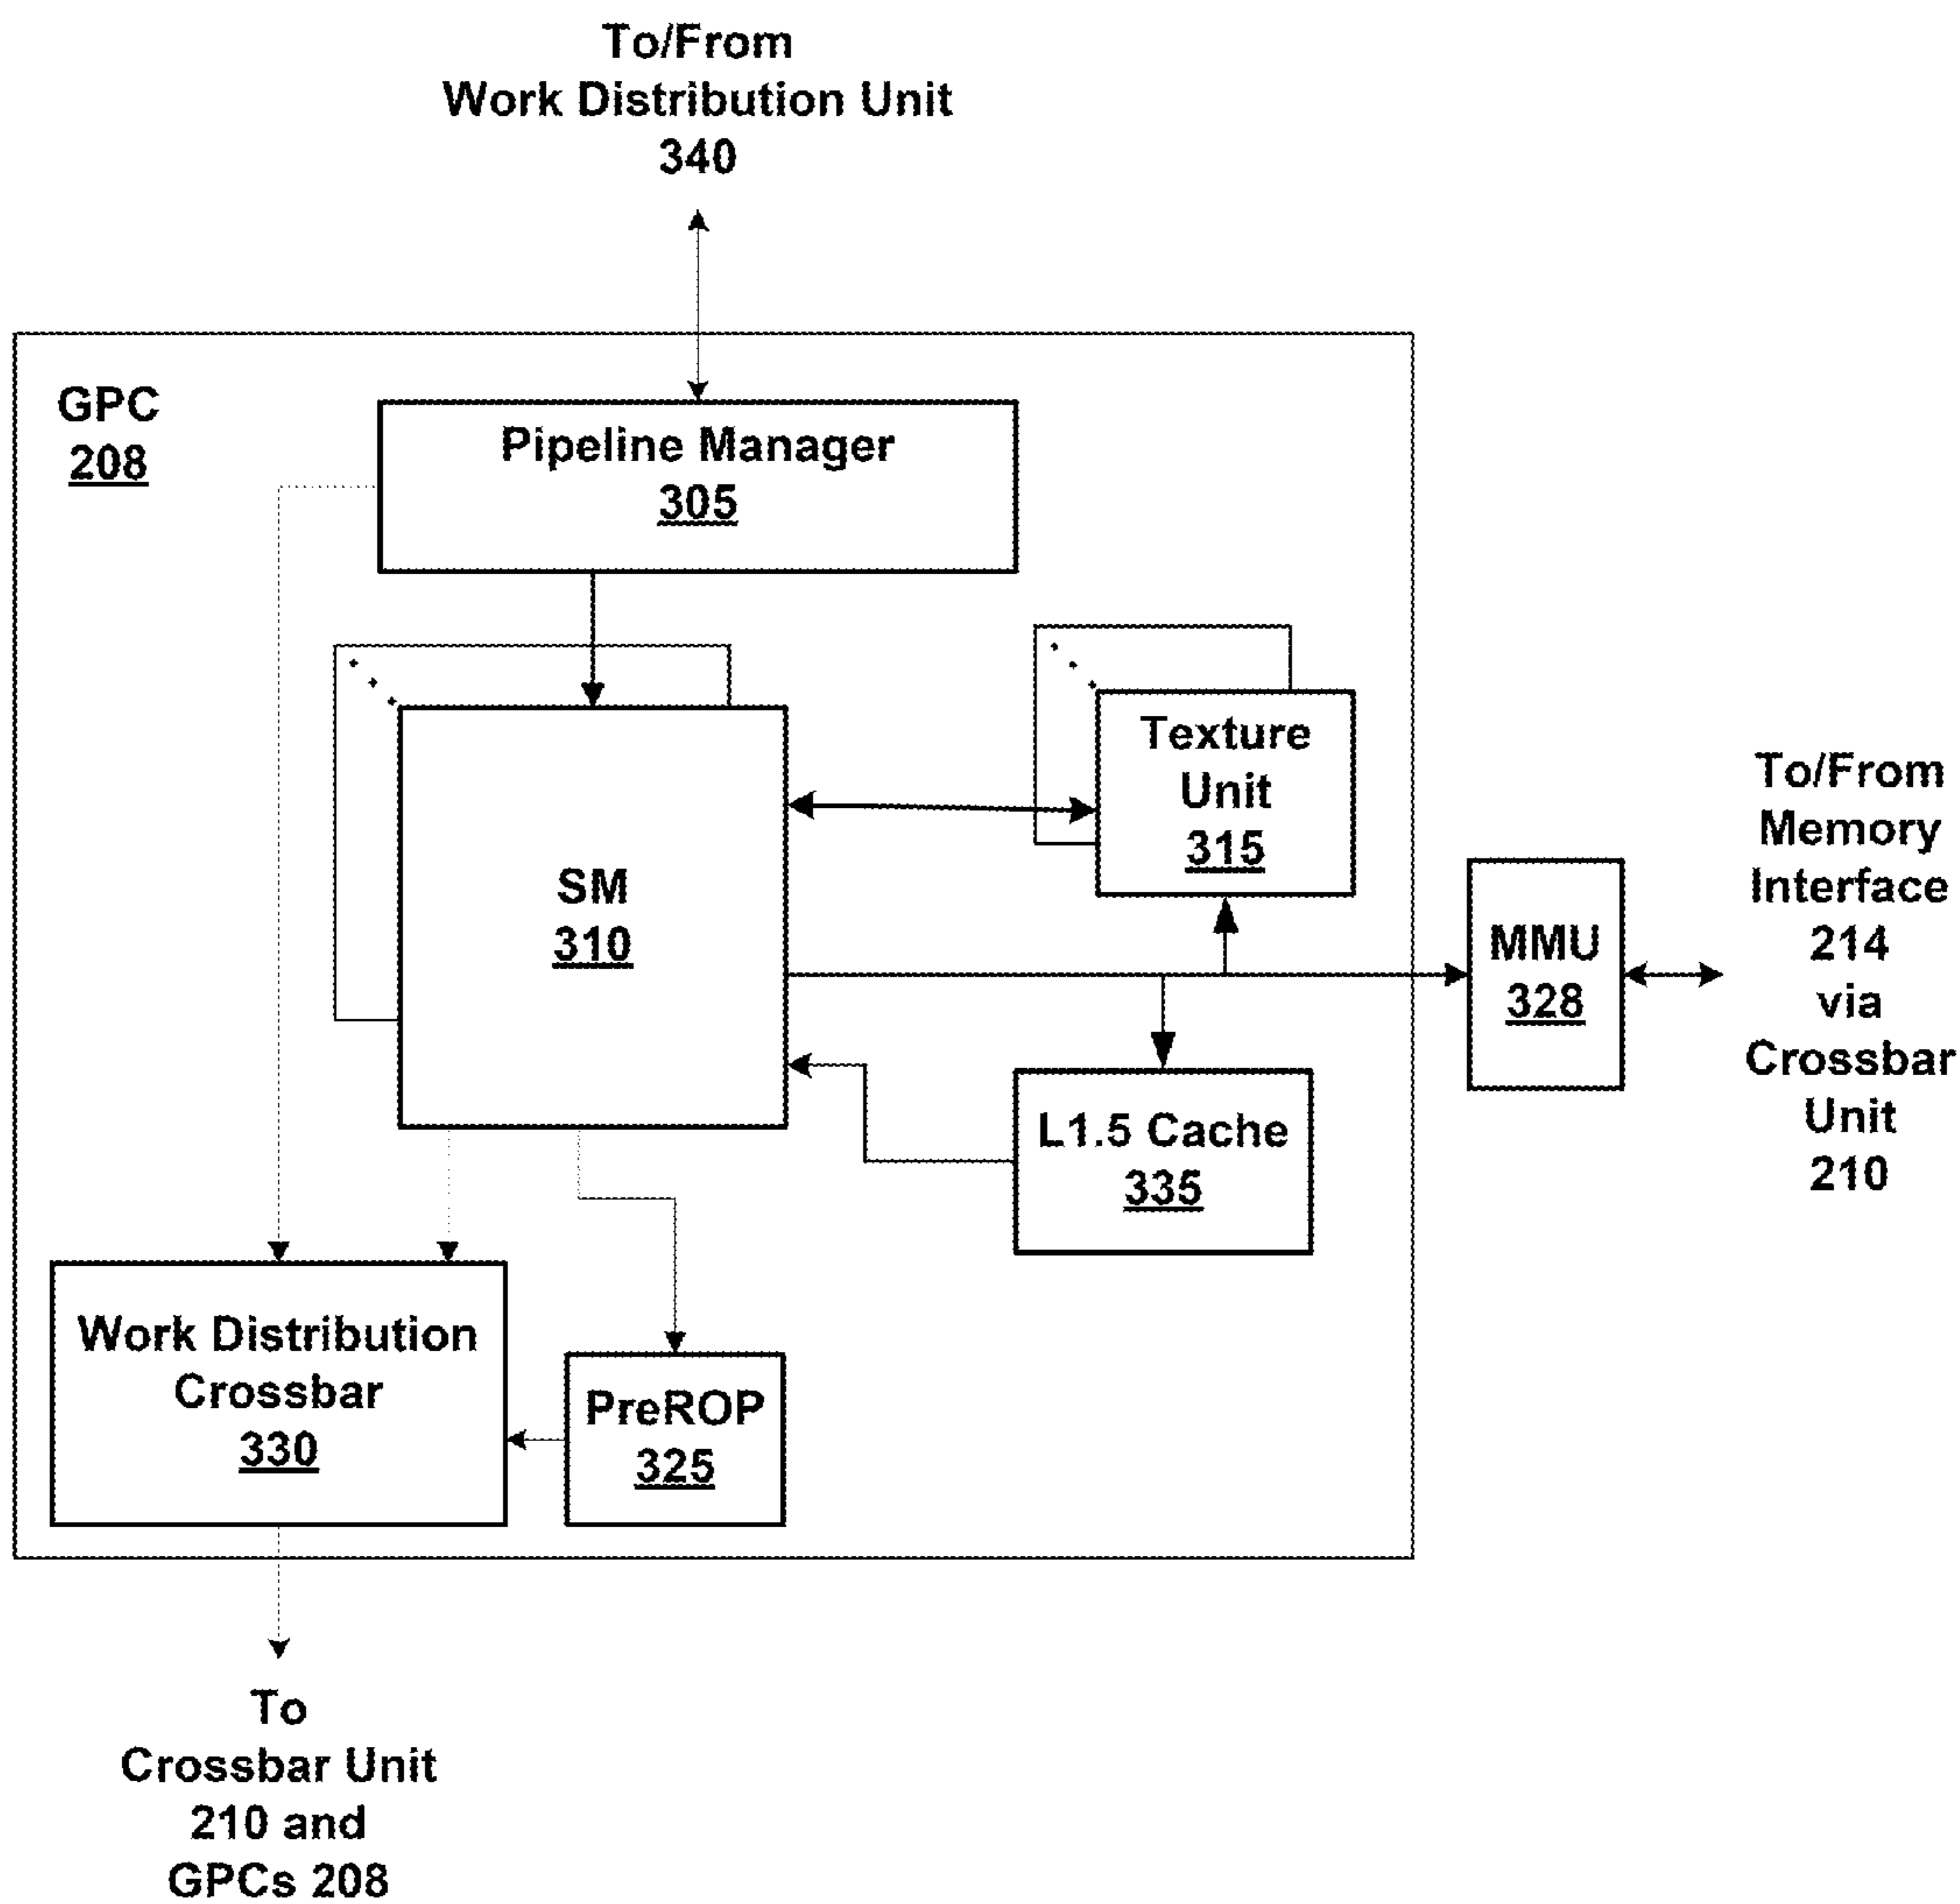 To/From
Work Distribution Unit
340
GPC
208
Pipeline Manager
305
Texture
Unit
315
SM
310
MMU
328
To/From
Memory
Interface
214
via
Crossbar
Unit
210
L1.5 Cache
335
Work Distribution
Crossbar
330
PreROP
325
To
Crossbar Unit
210 and
GPCs 208